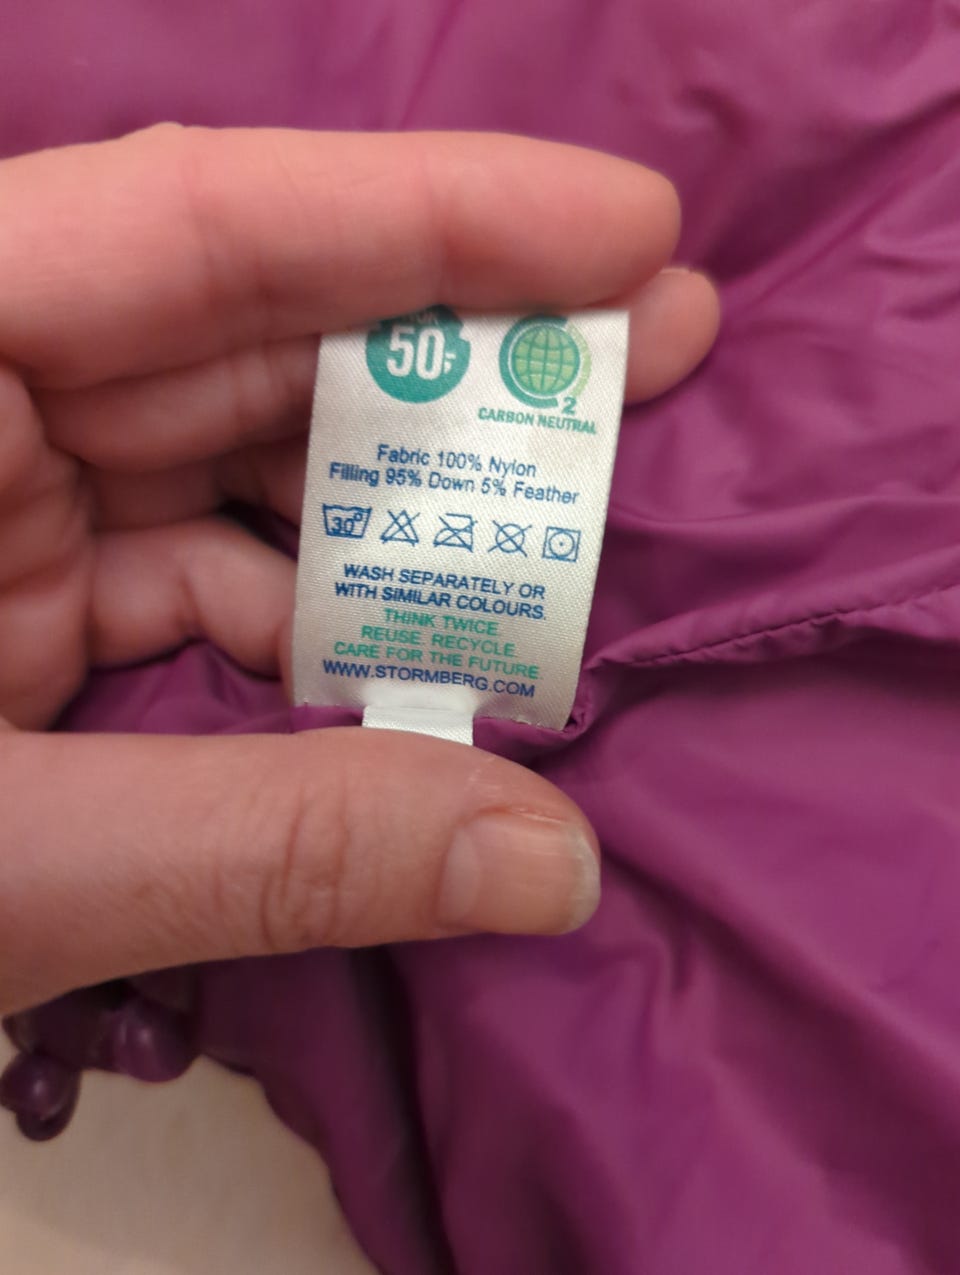 50,-
2
CARBON NEUTRAL
Fabric 100% Nylon
Filling 95% Down 5% Feather
30°
WASH SEPARATELY OR
WITH SIMILAR COLOURS.
THINK TWICE
REUSE. RECYCLE.
CARE FOR THE FUTURE.
WWW.STORMBERG.COM